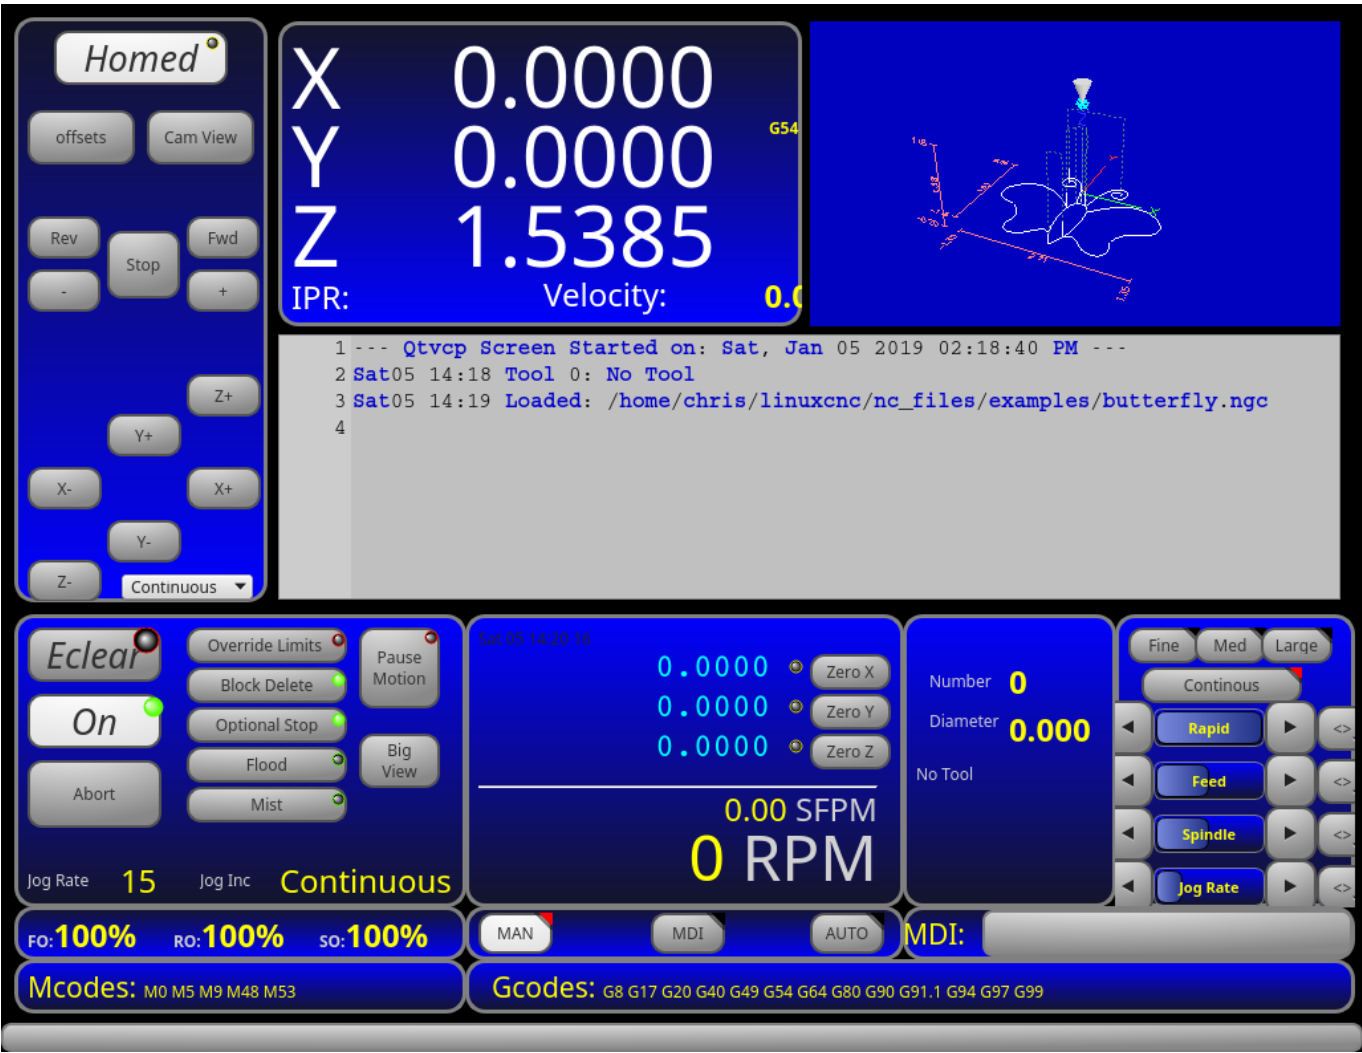 Homed
offsets
Cam View
Rev
Stop
Fwd
-
+
Z+
Y+
X-
X+
Y-
Z-
Continuous
X 0.0000
G54
Y 0.0000
Z 1.5385
IPR:
Velocity:
X
1 --- Qtvcp Screen Started on: Sat, Jan 05 2019 02:18:40 PM ---
2 Sat05 14:18 Tool 0: No Tool
3 Sat05 14:19 Loaded: /home/chris/linuxcnc/nc_files/examples/butterfly.ngc
4
Eclear
On
Abort
Override Limits
Block Delete
Optional Stop
Flood
Mist
Pause
Motion
Big
View
Jog Rate 15
Jog Inc Continuous
Sat 05 14:20:16
0.0000 Zero X
0.0000 Zero Y
0.0000 Zero Z
0.00 SFPM
0 RPM
Number 0
Diameter 0.000
No Tool
Fine Med Large
Continous
◀ Rapid ▶ <>
◀ Feed ▶ <>
◀ Spindle ▶ <>
◀ Jog Rate ▶ <>
FO:100% RO:100% SO:100%
MAN MDI AUTO
MDI:
Mcodes: M0 M5 M9 M48 M53
Gcodes: G8 G17 G20 G40 G49 G54 G64 G80 G90 G91.1 G94 G97 G99